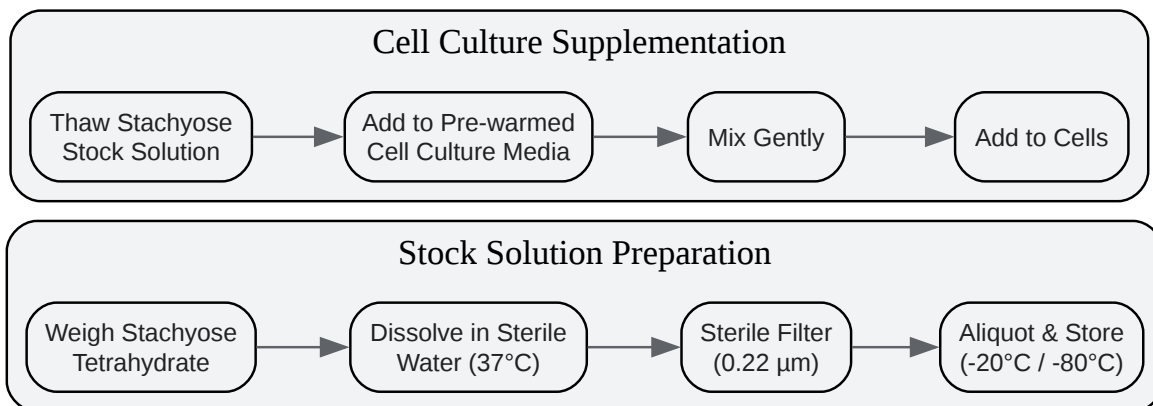 Cell Culture Supplementation
Thaw Stachyose
Stock Solution
Add to Pre-warmed
Cell Culture Media
Mix Gently
Add to Cells
Stock Solution Preparation
Weigh Stachyose
Tetrahydrate
Dissolve in Sterile
Water (37°C)
Sterile Filter
(0.22 µm)
Aliquot & Store
(-20°C / -80°C)